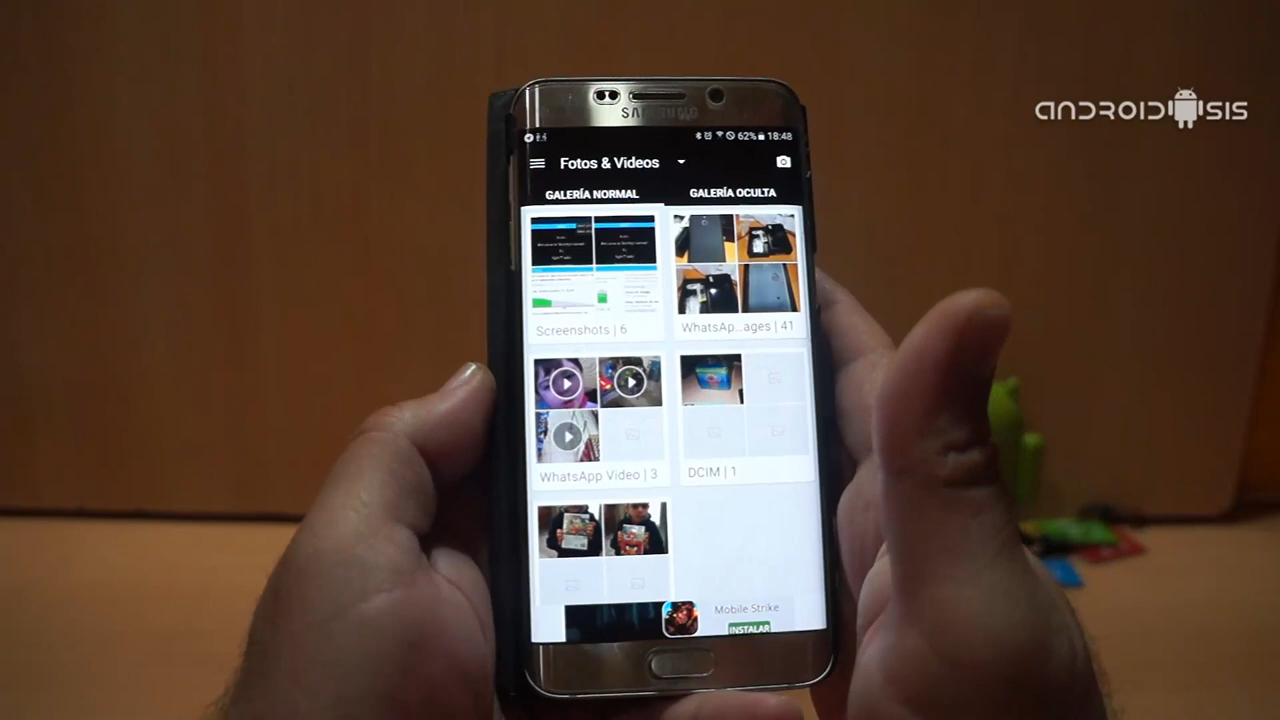 ANDROIDSIS
SAMSUNG
62% 18:48
Fotos & Videos
GALERÍA NORMAL
GALERÍA OCULTA
Screenshots | 6
WhatsAp...ages | 41
WhatsApp Video | 3
DCIM | 1
Mobile Strike
INSTALAR